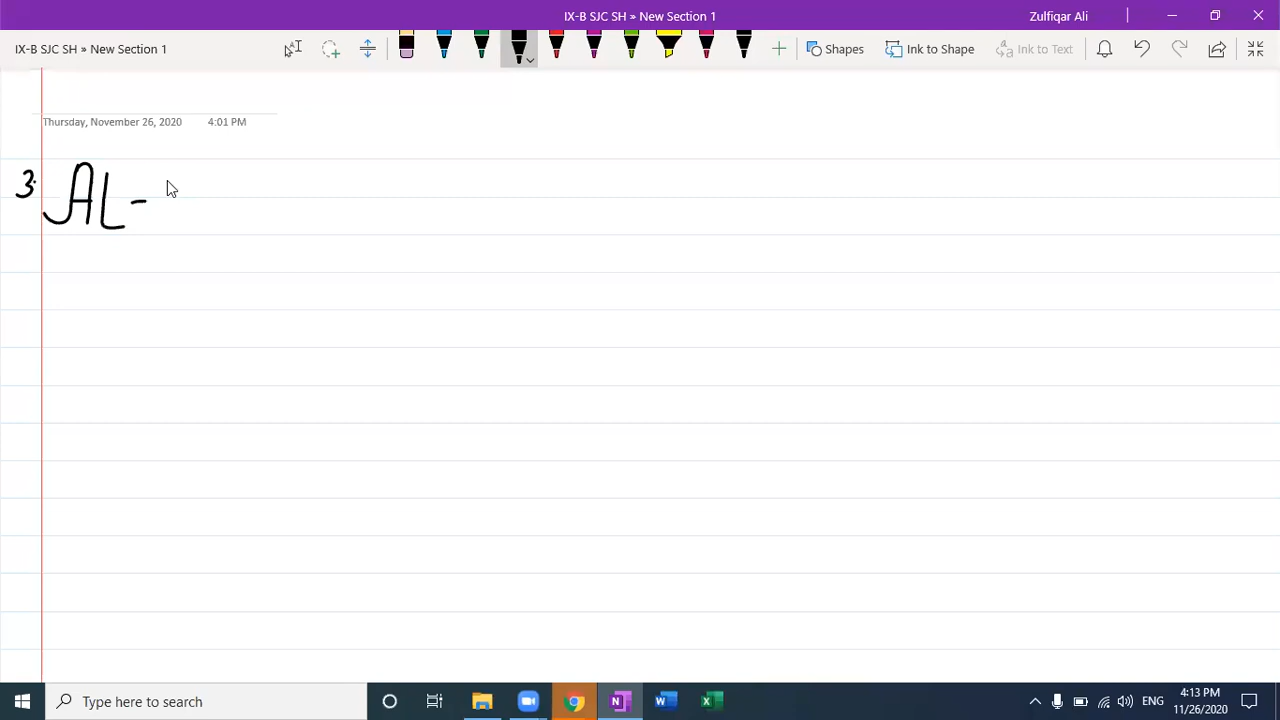 IX-B SJC SH » New Section 1
Zulfiqar Ali
IX-B SJC SH » New Section 1
Shapes
Ink to Shape
Ink to Text
Thursday, November 26, 2020 4:01 PM
3. AL -
Type here to search
ENG
4:13 PM
11/26/2020